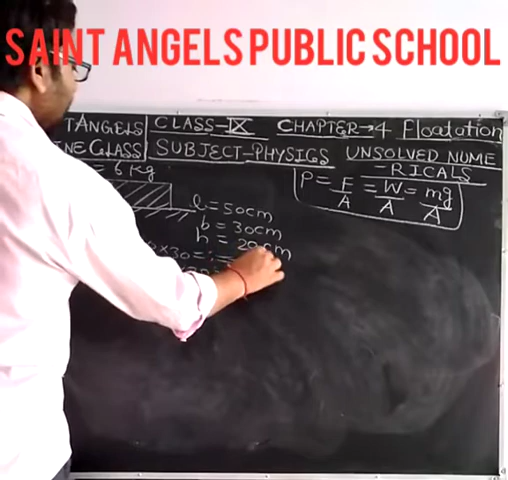 SAINT ANGELS PUBLIC SCHOOL
TANGELS CLASS-IX CHAPTER→4 Floatation
NE CLASS SUBJECT-PHYSICS UNSOLVED NUME
-RICALS
= 6 Kg
P = F/A = W/A = mg/A
l = 50cm
b = 30cm
h = 20cm
×30 =